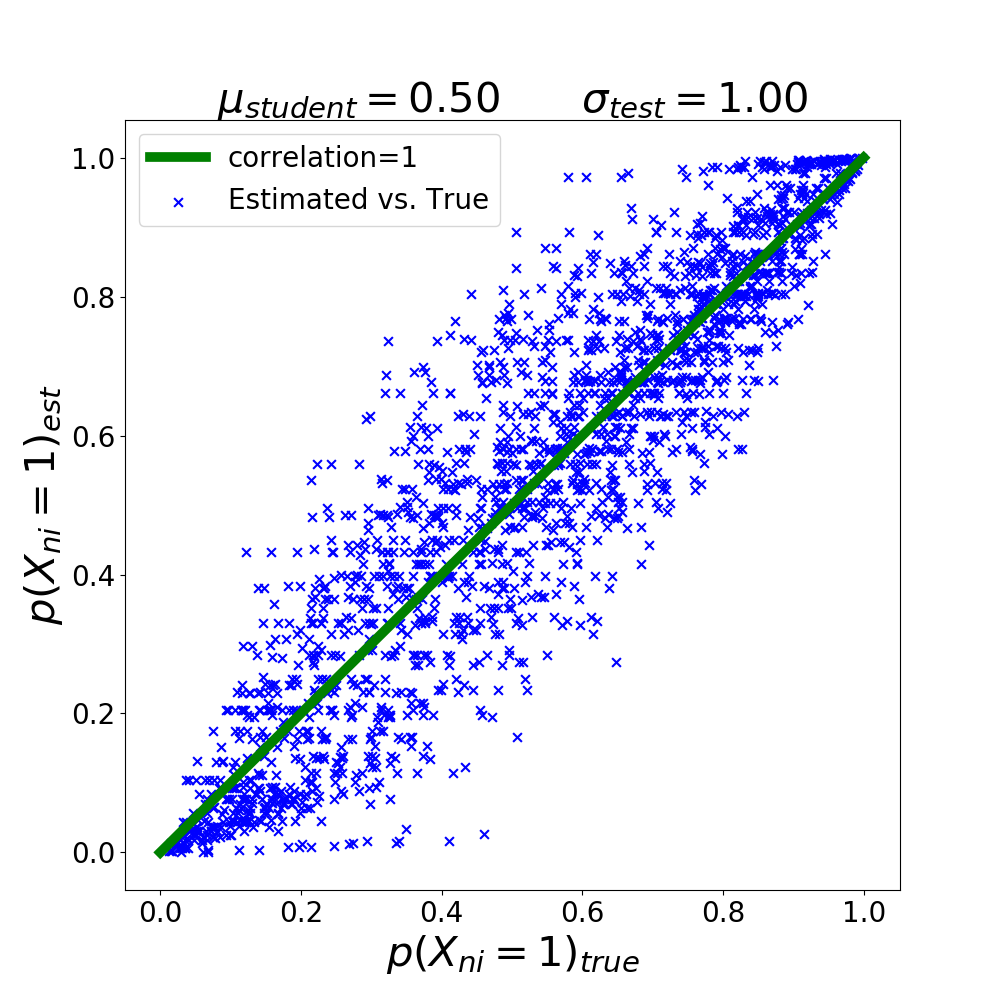 μ_student = 0.50 σ_test = 1.00
correlation=1
Estimated vs. True
1.0
0.8
0.6
0.4
0.2
0.0
p(X_ni = 1)_est
0.0 0.2 0.4 0.6 0.8 1.0
p(X_ni = 1)_true